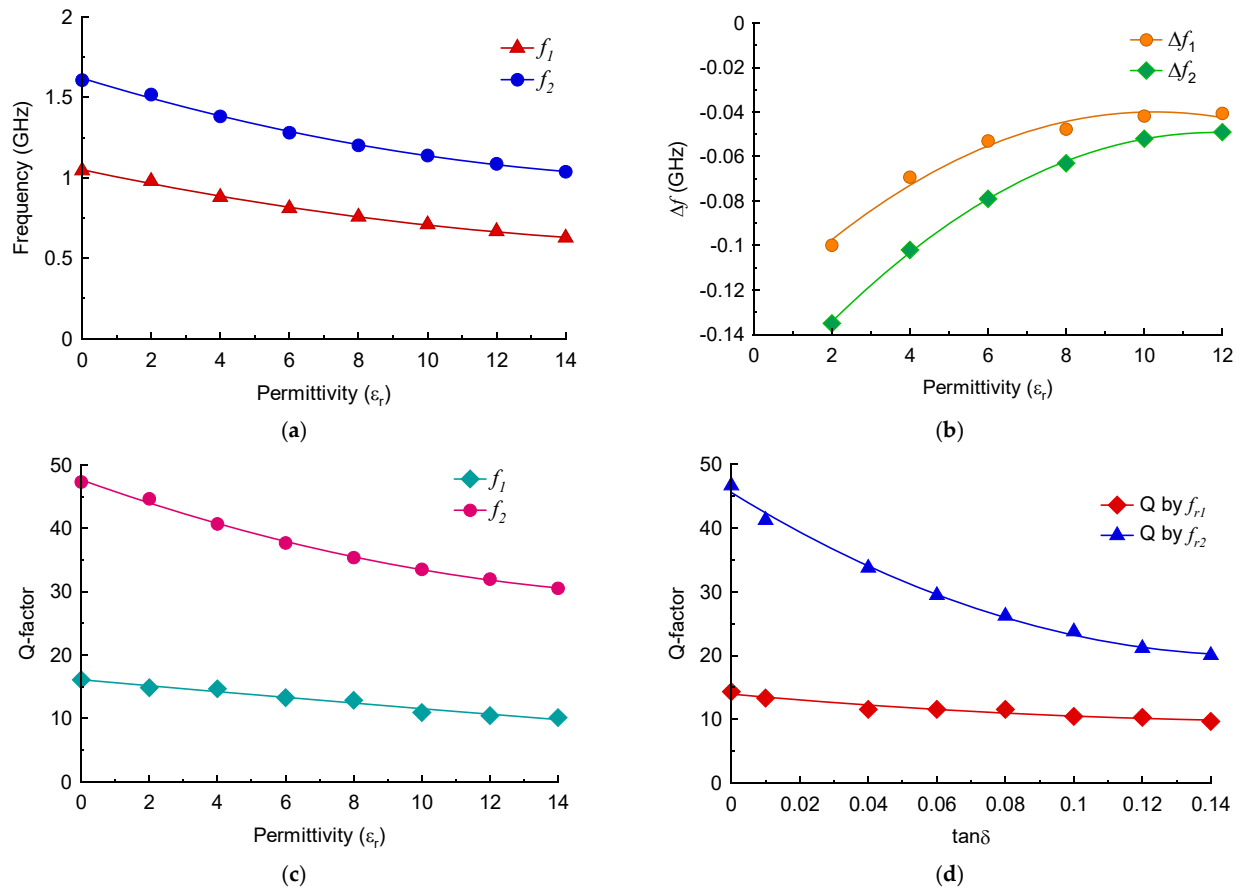 2
1.5
1
0.5
0
Frequency (GHz)
f1
f2
0 2 4 6 8 10 12 14
Permittivity (εr)
(a)
0
-0.02
-0.04
-0.06
-0.08
-0.1
-0.12
-0.14
Δf (GHz)
Δf1
Δf2
0 2 4 6 8 10 12
Permittivity (εr)
(b)
50
40
30
20
10
0
Q-factor
f1
f2
0 2 4 6 8 10 12 14
Permittivity (εr)
(c)
50
40
30
20
10
0
Q-factor
Q by fr1
Q by fr2
0 0.02 0.04 0.06 0.08 0.1 0.12 0.14
tanδ
(d)